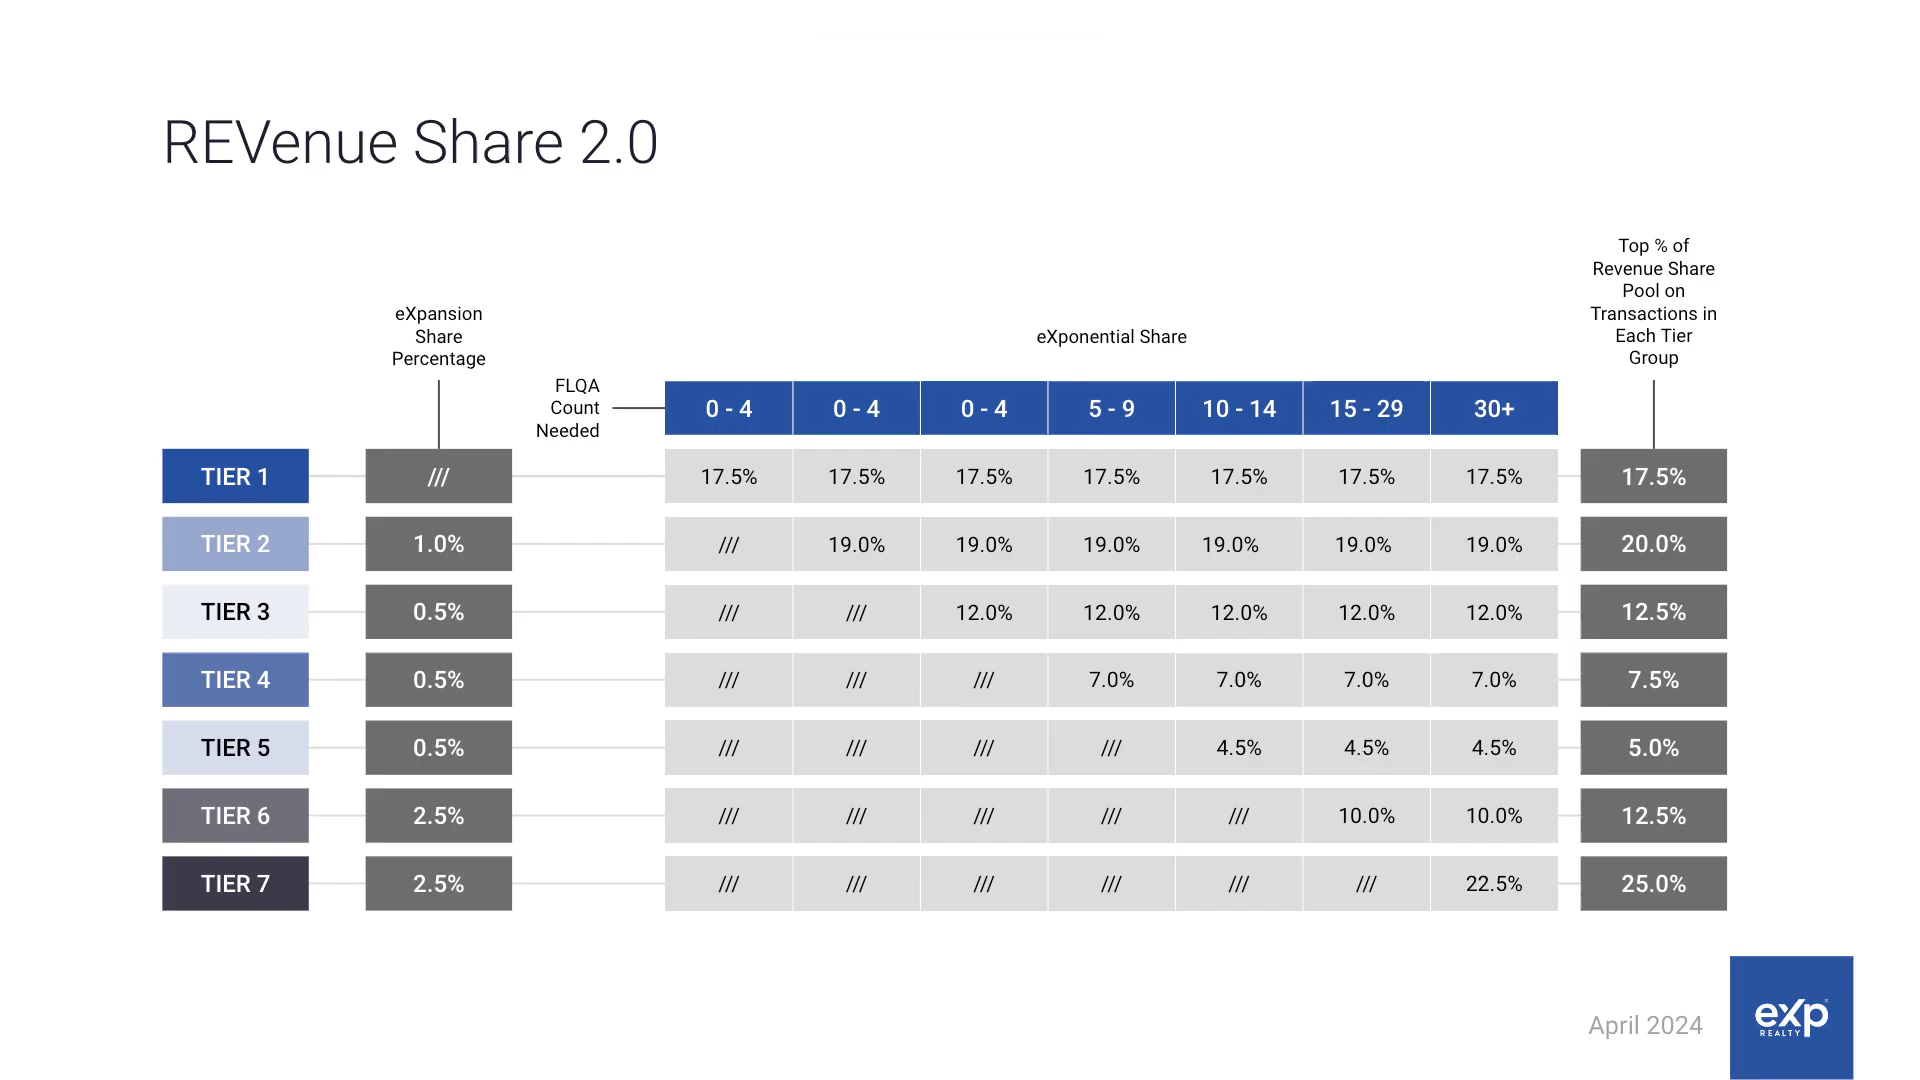 REVenue Share 2.0
Top % of
Revenue Share
Pool on
Transactions in
Each Tier
Group
eXpansion
Share
Percentage
eXponential Share
FLQA
Count
Needed
0 - 4 0 - 4 0 - 4 5 - 9 10 - 14 15 - 29 30+
TIER 1 /// 17.5% 17.5% 17.5% 17.5% 17.5% 17.5% 17.5% 17.5%
TIER 2 1.0% /// 19.0% 19.0% 19.0% 19.0% 19.0% 19.0% 20.0%
TIER 3 0.5% /// /// 12.0% 12.0% 12.0% 12.0% 12.0% 12.5%
TIER 4 0.5% /// /// /// 7.0% 7.0% 7.0% 7.0% 7.5%
TIER 5 0.5% /// /// /// /// 4.5% 4.5% 4.5% 5.0%
TIER 6 2.5% /// /// /// /// /// 10.0% 10.0% 12.5%
TIER 7 2.5% /// /// /// /// /// /// 22.5% 25.0%
April 2024
eXp
REALTY